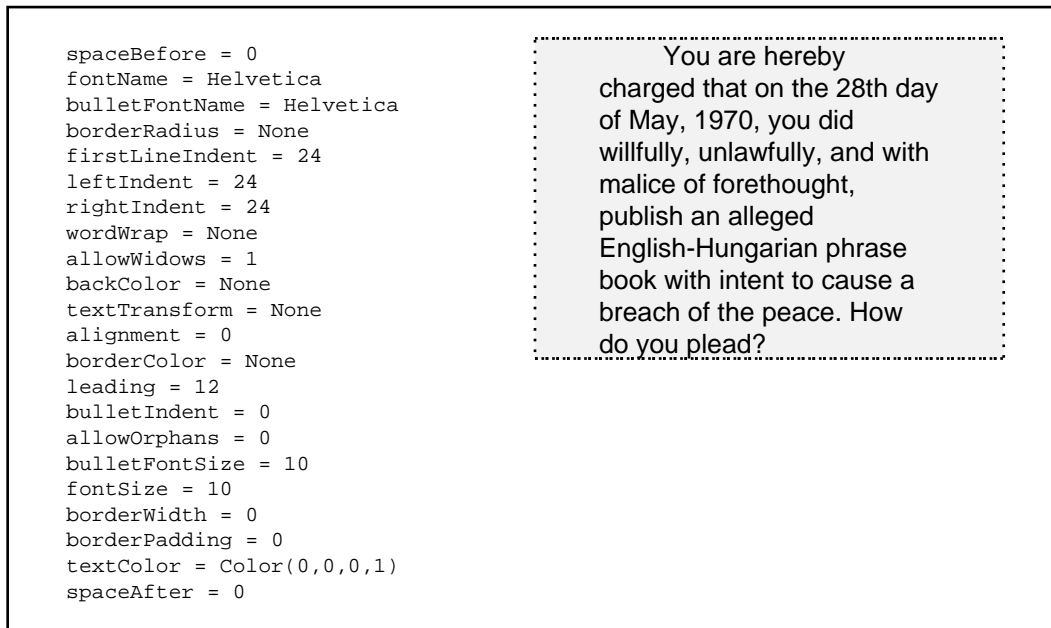 spaceBefore = 0
fontName = Helvetica
bulletFontName = Helvetica
borderRadius = None
firstLineIndent = 24
leftIndent = 24
rightIndent = 24
wordWrap = None
allowWidows = 1
backColor = None
textTransform = None
alignment = 0
borderColor = None
leading = 12
bulletIndent = 0
allowOrphans = 0
bulletFontSize = 10
fontSize = 10
borderWidth = 0
borderPadding = 0
textColor = Color(0,0,0,1)
spaceAfter = 0
You are hereby
charged that on the 28th day
of May, 1970, you did
willfully, unlawfully, and with
malice of forethought,
publish an alleged
English-Hungarian phrase
book with intent to cause a
breach of the peace. How
do you plead?